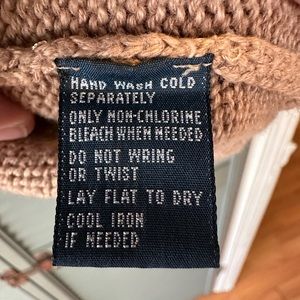 HAND WASH COLD
SEPARATELY
ONLY NON-CHLORINE
BLEACH WHEN NEEDED
DO NOT WRING
OR TWIST
LAY FLAT TO DRY
COOL IRON
IF NEEDED